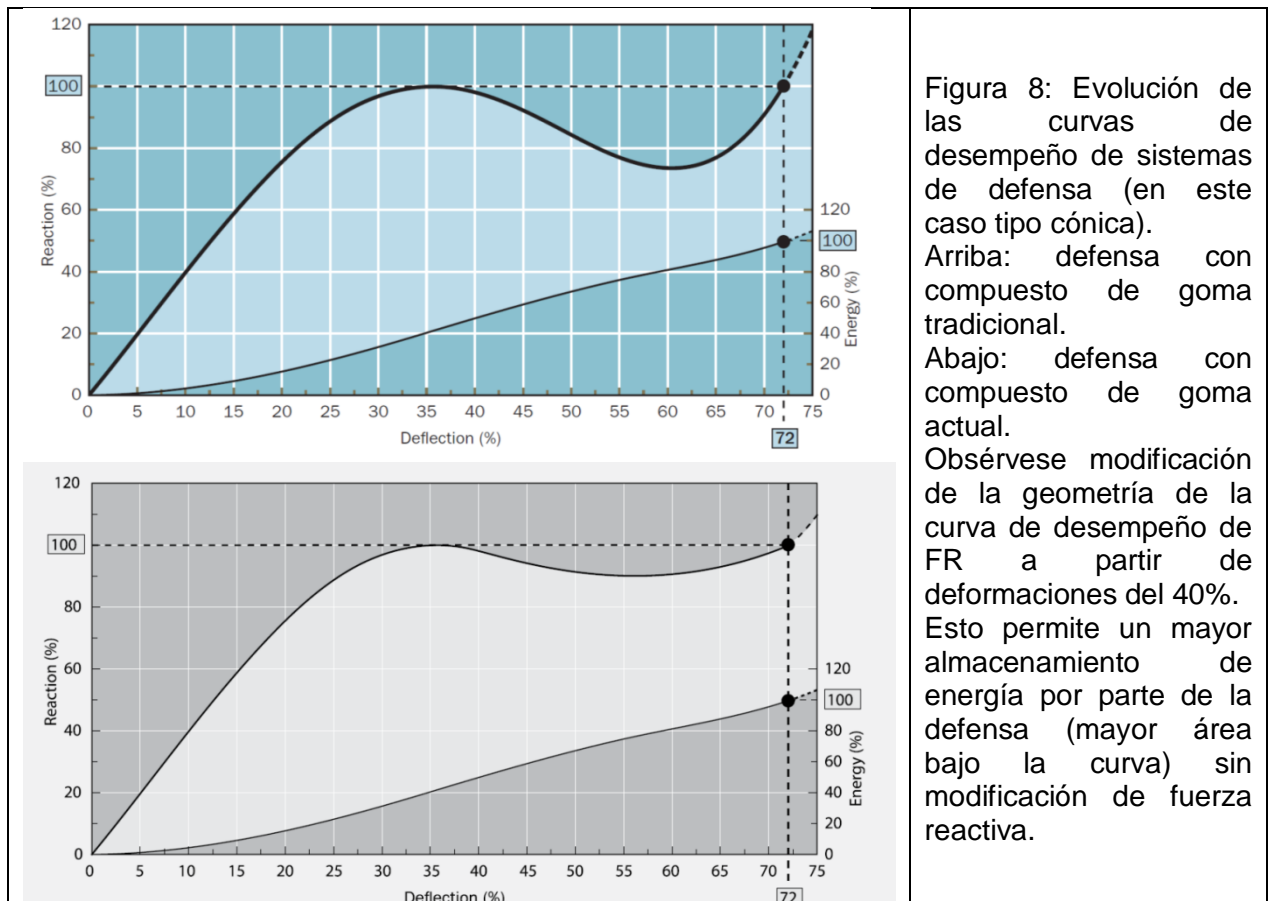 120
100
80
60
40
20
0
Reaction (%)
120
100
80
60
40
20
0
Energy (%)
0 5 10 15 20 25 30 35 40 45 50 55 60 65 70 75
72
Deflection (%)
120
100
80
60
40
20
0
Reaction (%)
120
100
80
60
40
20
0
Energy (%)
0 5 10 15 20 25 30 35 40 45 50 55 60 65 70 75
72
Deflection (%)
Figura 8: Evolución de
las curvas de
desempeño de sistemas
de defensa (en este
caso tipo cónica).
Arriba: defensa con
compuesto de goma
tradicional.
Abajo: defensa con
compuesto de goma
actual.
Obsérvese modificación
de la geometría de la
curva de desempeño de
FR a partir de
deformaciones del 40%.
Esto permite un mayor
almacenamiento de
energía por parte de la
defensa (mayor área
bajo la curva) sin
modificación de fuerza
reactiva.